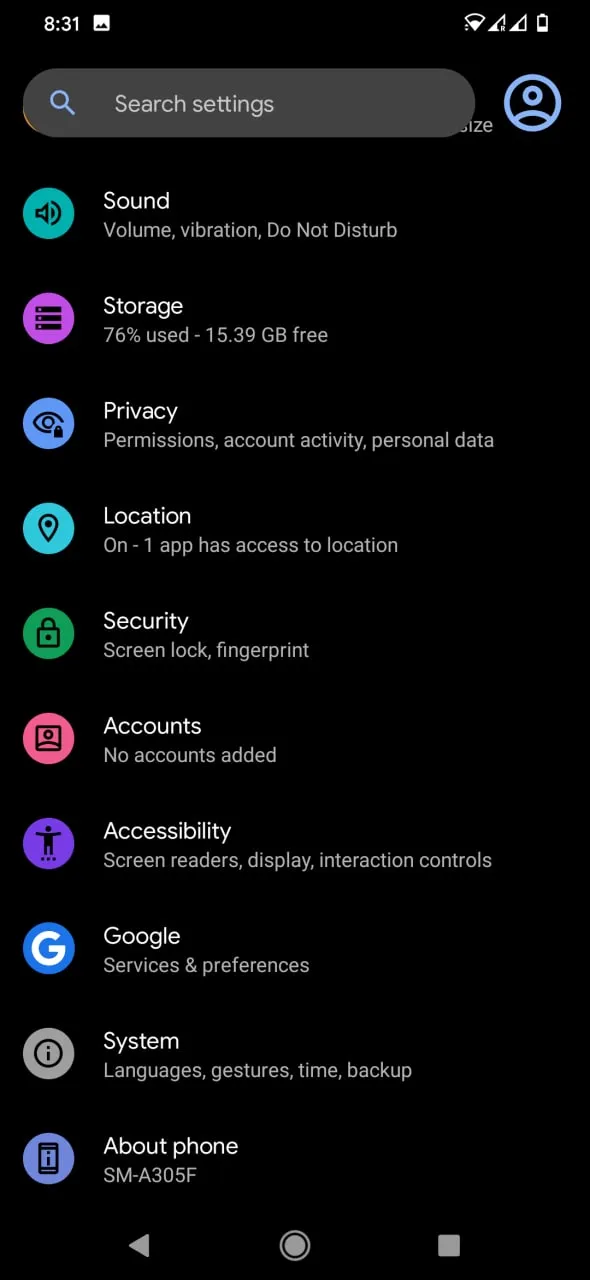 8:31
Search settings
size
Sound
Volume, vibration, Do Not Disturb
Storage
76% used - 15.39 GB free
Privacy
Permissions, account activity, personal data
Location
On - 1 app has access to location
Security
Screen lock, fingerprint
Accounts
No accounts added
Accessibility
Screen readers, display, interaction controls
Google
Services & preferences
System
Languages, gestures, time, backup
About phone
SM-A305F